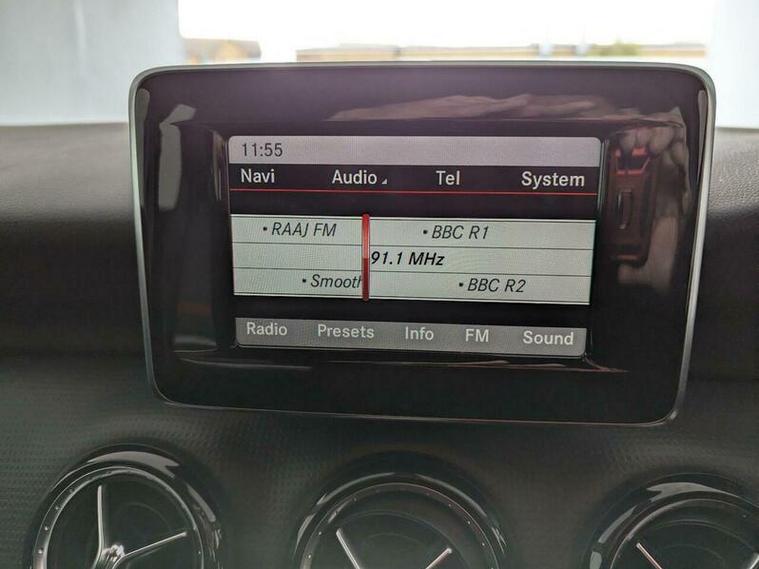 11:55
Navi Audio Tel System
• RAAJ FM • BBC R1
91.1 MHz
• Smooth • BBC R2
Radio Presets Info FM Sound